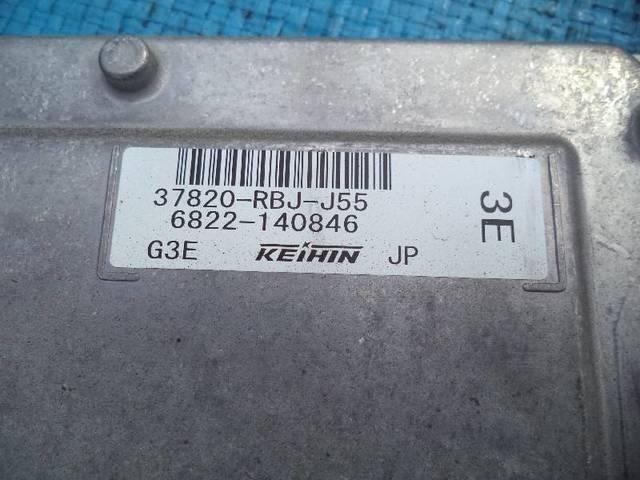 37820-RBJ-J55
6822-140846
G3E KEIHIN JP
3E